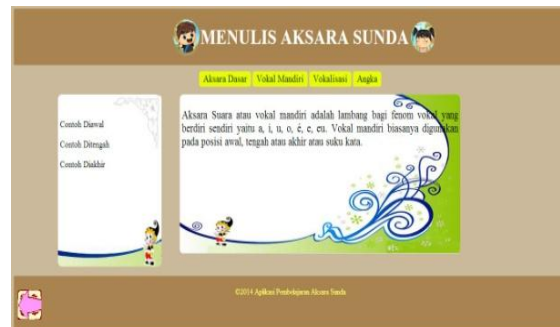 MENULIS AKSARA SUNDA
Aksara Dasar Vokal Mandiri Vokalisasi Angka
Contoh Diawal
Contoh Ditengah
Contoh Diakhir
Aksara Suara atau vokal mandiri adalah lambang bagi fenom vokal yang
berdiri sendiri yaitu a, i, u, o, é, e, eu. Vokal mandiri biasanya digunakan
pada posisi awal, tengah atau akhir atau suku kata.
©2014 Aplikasi Pembelajaran Aksara Sunda